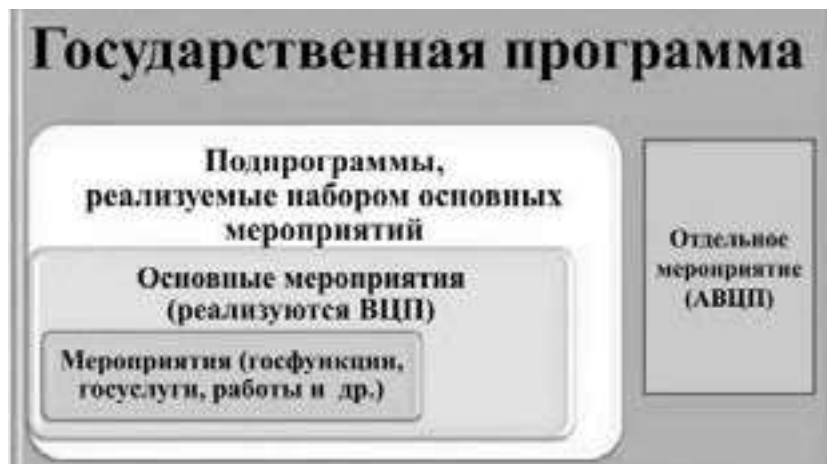 Государственная программа
Подпрограммы,
реализуемые набором основных
мероприятий
Основные мероприятия
(реализуются ВЦП)
Мероприятия (госфункции,
госуслуги, работы и др.)
Отдельное
мероприятие
(АВЦП)